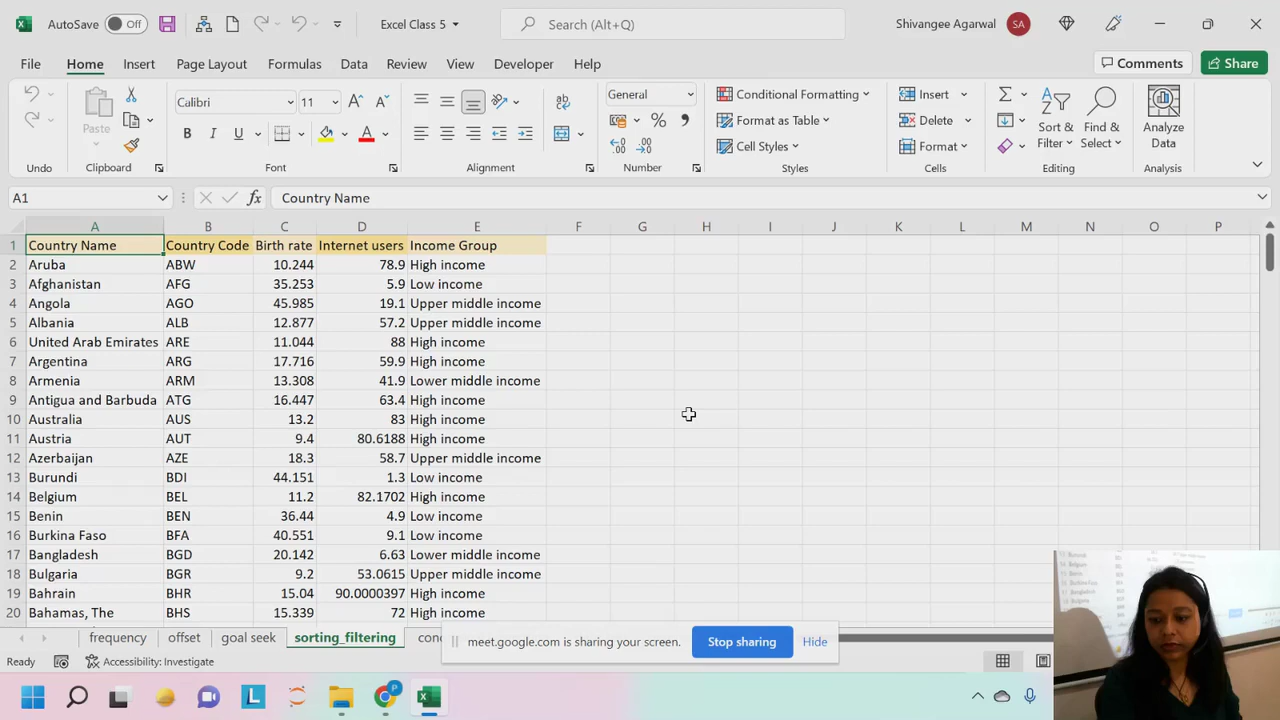 AutoSave Off Excel Class 5 Search (Alt+Q) Shivangee Agarwal SA
File Home Insert Page Layout Formulas Data Review View Developer Help Comments Share
Paste Calibri 11 General Conditional Formatting Insert Sort & Filter Find & Select Analyze Data
B I U A Format as Table Delete
Cell Styles Format
Undo Clipboard Font Alignment Number Styles Cells Editing Analysis
A1 fx Country Name
A B C D E F G H I J K L M N O P
1 Country Name Country Code Birth rate Internet users Income Group
2 Aruba ABW 10.244 78.9 High income
3 Afghanistan AFG 35.253 5.9 Low income
4 Angola AGO 45.985 19.1 Upper middle income
5 Albania ALB 12.877 57.2 Upper middle income
6 United Arab Emirates ARE 11.044 88 High income
7 Argentina ARG 17.716 59.9 High income
8 Armenia ARM 13.308 41.9 Lower middle income
9 Antigua and Barbuda ATG 16.447 63.4 High income
10 Australia AUS 13.2 83 High income
11 Austria AUT 9.4 80.6188 High income
12 Azerbaijan AZE 18.3 58.7 Upper middle income
13 Burundi BDI 44.151 1.3 Low income
14 Belgium BEL 11.2 82.1702 High income
15 Benin BEN 36.44 4.9 Low income
16 Burkina Faso BFA 40.551 9.1 Low income
17 Bangladesh BGD 20.142 6.63 Lower middle income
18 Bulgaria BGR 9.2 53.0615 Upper middle income
19 Bahrain BHR 15.04 90.0000397 High income
20 Bahamas, The BHS 15.339 72 High income
frequency offset goal seek sorting_filtering con
meet.google.com is sharing your screen. Stop sharing Hide
Ready Accessibility: Investigate